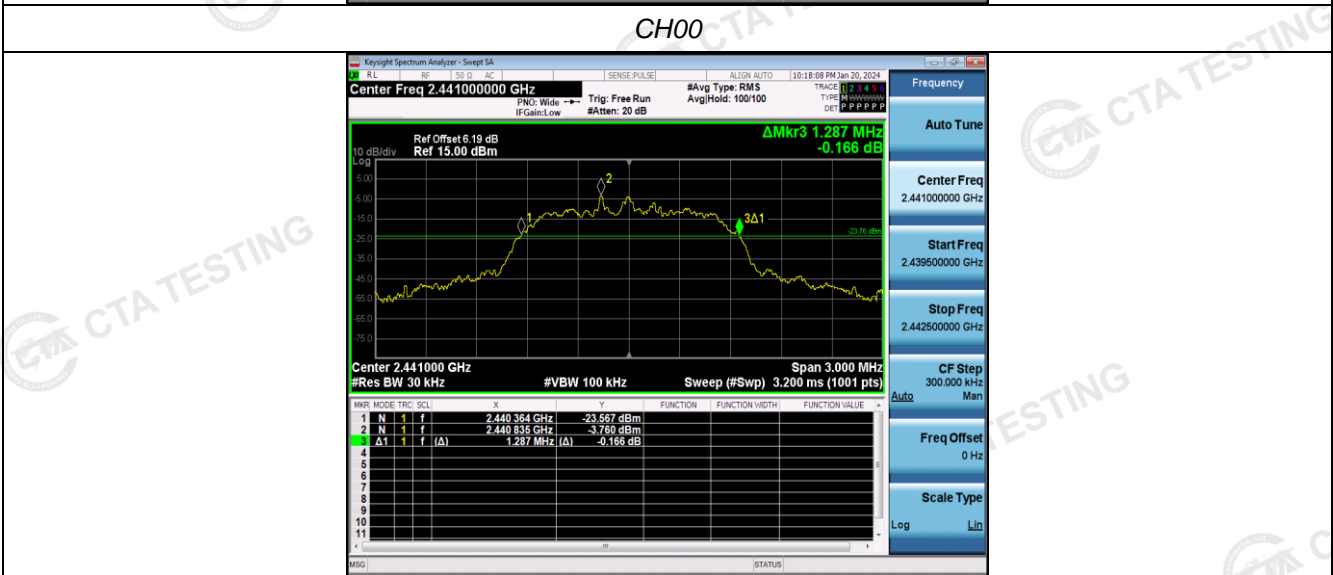 CH00
Keysight Spectrum Analyzer - Swept SA
RL RF 50 Ω AC SENSE:PULSE ALIGN AUTO 10:18:08 PM Jan 20, 2024
Center Freq 2.441000000 GHz
PNO: Wide
IFGain:Low
Trig: Free Run
#Atten: 20 dB
#Avg Type: RMS
Avg|Hold: 100/100
TRACE 1 2 3 4 5 6
TYPE M W W W W W
DET P P P P P P
Frequency
Auto Tune
Center Freq
2.441000000 GHz
Start Freq
2.439500000 GHz
Stop Freq
2.442500000 GHz
CF Step
300.000 kHz
Auto Man
Freq Offset
0 Hz
Scale Type
Log Lin
ΔMkr3 1.287 MHz
-0.166 dB
Ref Offset 6.19 dB
10 dB/div Ref 15.00 dBm
Log
5.00
-5.00
-15.0
-25.0
-35.0
-45.0
-55.0
-65.0
-75.0
1
2
3Δ1
-23.76 dBm
Center 2.441000 GHz Span 3.000 MHz
#Res BW 30 kHz #VBW 100 kHz Sweep (#Swp) 3.200 ms (1001 pts)
MKR MODE TRC SCL X Y FUNCTION FUNCTION WIDTH FUNCTION VALUE
1 N 1 f 2.440 364 GHz -23.567 dBm
2 N 1 f 2.440 835 GHz -3.760 dBm
3 Δ1 1 f (Δ) 1.287 MHz (Δ) -0.166 dB
4
5
6
7
8
9
10
11
MSG STATUS
CTA TESTING
CTA TESTING